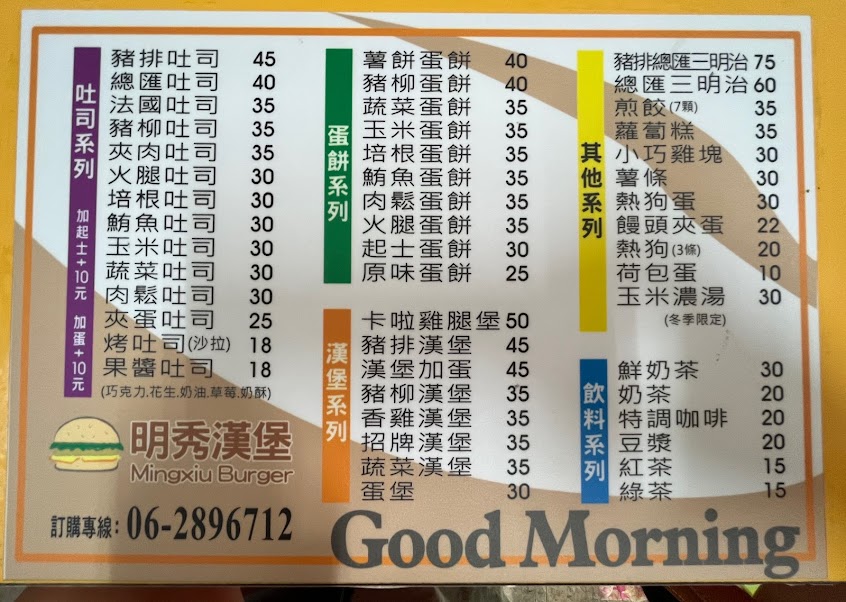 吐司系列 加起士+10元 加蛋+10元
豬排吐司 45
總匯吐司 40
法國吐司 35
豬柳吐司 35
夾肉吐司 35
火腿吐司 30
培根吐司 30
鮪魚吐司 30
玉米吐司 30
蔬菜吐司 30
肉鬆吐司 30
夾蛋吐司 25
烤吐司(沙拉) 18
果醬吐司 18
(巧克力.花生.奶油.草莓.奶酥)
明秀漢堡
Mingxiu Burger
訂購專線: 06-2896712
蛋餅系列
薯餅蛋餅 40
豬柳蛋餅 40
蔬菜蛋餅 35
玉米蛋餅 35
培根蛋餅 35
鮪魚蛋餅 35
肉鬆蛋餅 35
火腿蛋餅 35
起士蛋餅 30
原味蛋餅 25
漢堡系列
卡啦雞腿堡 50
豬排漢堡 45
漢堡加蛋 45
豬柳漢堡 35
香雞漢堡 35
招牌漢堡 35
蔬菜漢堡 35
蛋堡 30
其他系列
豬排總匯三明治 75
總匯三明治 60
煎餃(7顆) 35
蘿蔔糕 35
小巧雞塊 30
薯條 30
熱狗蛋 30
饅頭夾蛋 22
熱狗(3條) 20
荷包蛋 10
玉米濃湯 30
(冬季限定)
飲料系列
鮮奶茶 30
奶茶 20
特調咖啡 20
豆漿 20
紅茶 15
綠茶 15
Good Morning